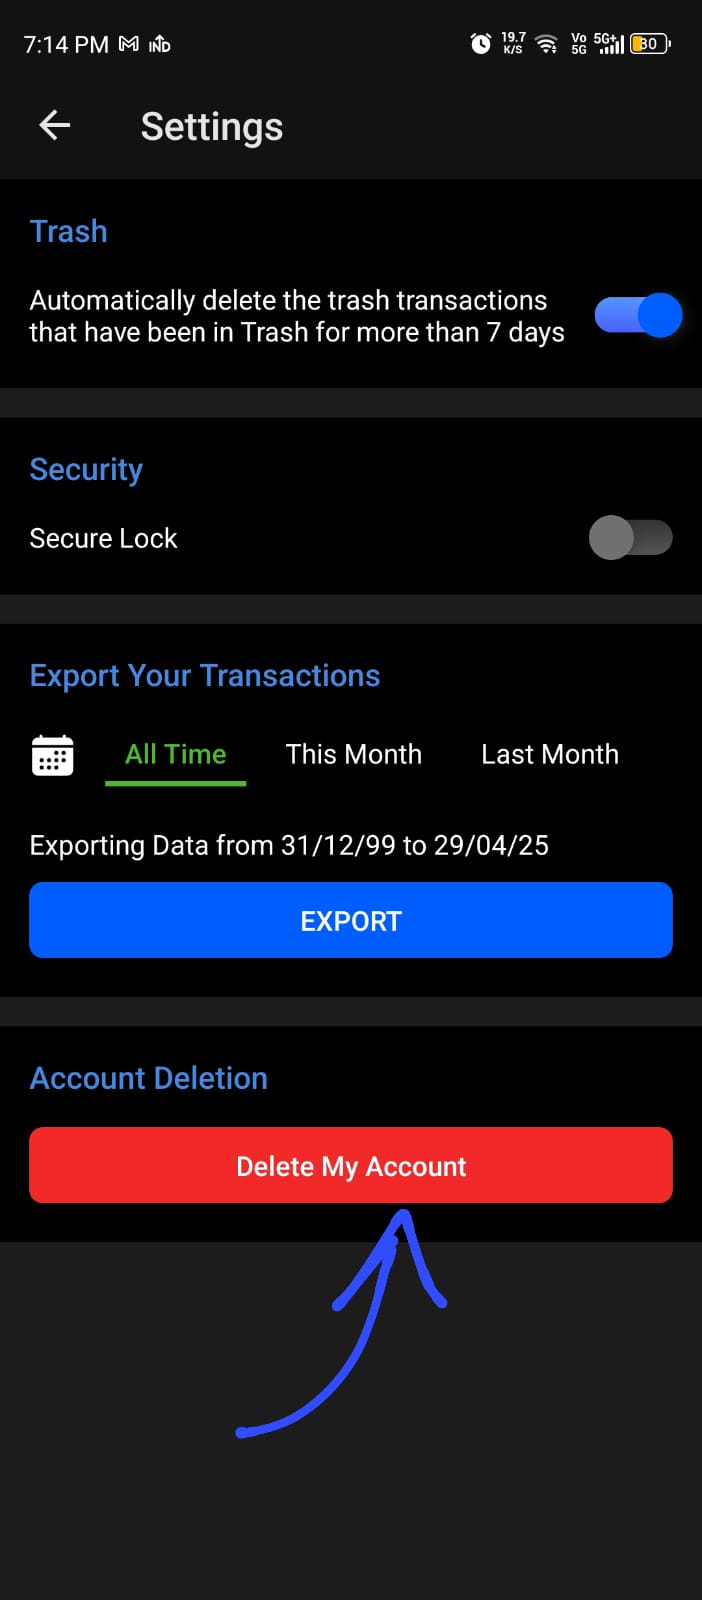 7:14 PM IND 19.7 K/S Vo 5G 5G+ 30
Settings
Trash
Automatically delete the trash transactions
that have been in Trash for more than 7 days
Security
Secure Lock
Export Your Transactions
All Time This Month Last Month
Exporting Data from 31/12/99 to 29/04/25
EXPORT
Account Deletion
Delete My Account